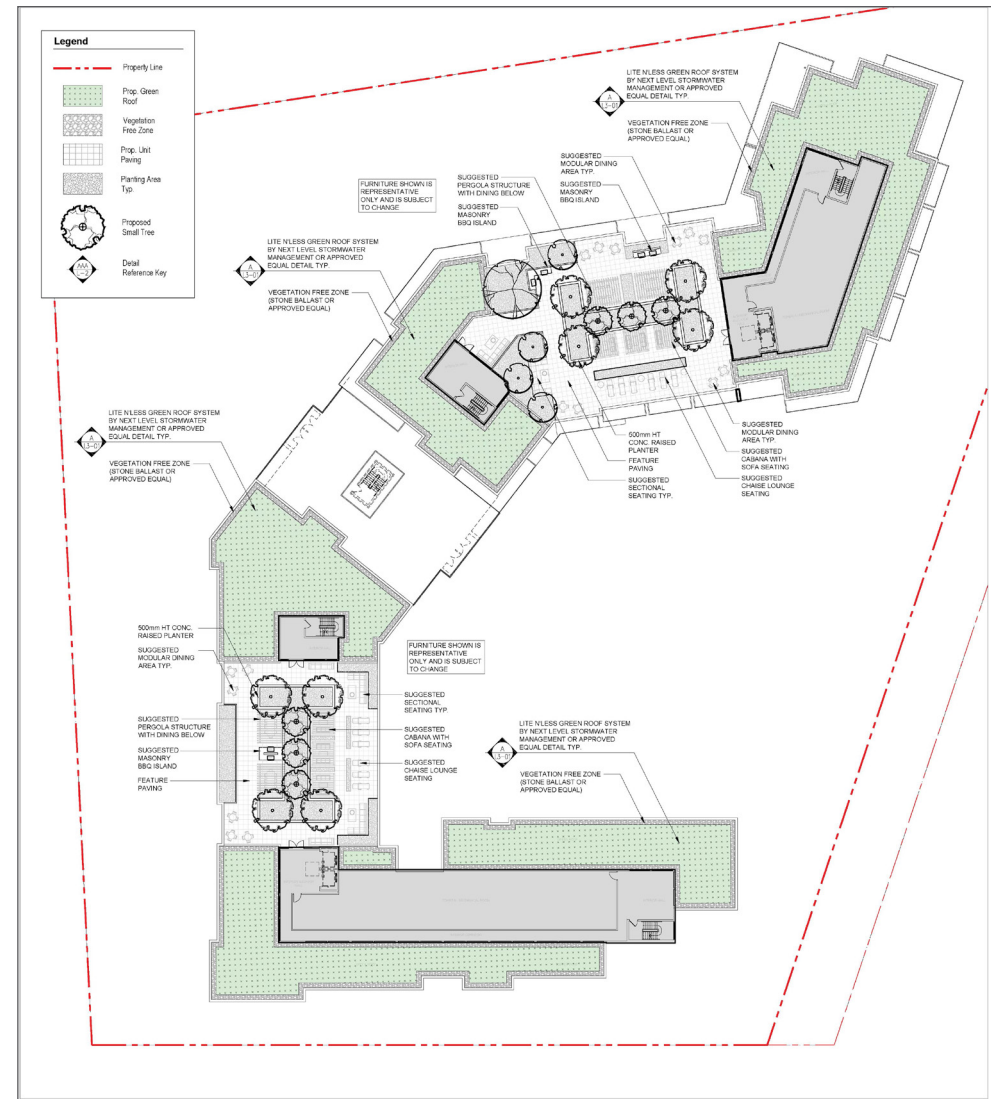 Legend
Property Line
Prop. Green
Roof
Vegetation
Free Zone
Prop. Unit
Paving
Planting Area
Typ.
Proposed
Small Tree
Detail
Reference Key
LITE N'LESS GREEN ROOF SYSTEM
BY NEXT LEVEL STORMWATER
MANAGEMENT OR APPROVED
EQUAL DETAIL TYP.
A
L3-01
VEGETATION FREE ZONE
(STONE BALLAST OR
APPROVED EQUAL)
SUGGESTED
MODULAR DINING
AREA TYP.
SUGGESTED
MASONRY
BBQ ISLAND
SUGGESTED
PERGOLA STRUCTURE
WITH DINING BELOW
SUGGESTED
MASONRY
BBQ ISLAND
FURNITURE SHOWN IS
REPRESENTATIVE
ONLY AND IS SUBJECT
TO CHANGE
LITE N'LESS GREEN ROOF SYSTEM
BY NEXT LEVEL STORMWATER
MANAGEMENT OR APPROVED
EQUAL DETAIL TYP.
A
L3-01
VEGETATION FREE ZONE
(STONE BALLAST OR
APPROVED EQUAL)
LITE N'LESS GREEN ROOF SYSTEM
BY NEXT LEVEL STORMWATER
MANAGEMENT OR APPROVED
EQUAL DETAIL TYP.
A
L3-01
VEGETATION FREE ZONE
(STONE BALLAST OR
APPROVED EQUAL)
500mm HT
CONC. RAISED
PLANTER
FEATURE
PAVING
SUGGESTED
SECTIONAL
SEATING TYP.
SUGGESTED
MODULAR DINING
AREA TYP.
SUGGESTED
CABANA WITH
SOFA SEATING
SUGGESTED
CHAISE LOUNGE
SEATING
500mm HT CONC.
RAISED PLANTER
SUGGESTED
MODULAR DINING
AREA TYP.
SUGGESTED
PERGOLA STRUCTURE
WITH DINING BELOW
SUGGESTED
MASONRY
BBQ ISLAND
FEATURE
PAVING
FURNITURE SHOWN IS
REPRESENTATIVE
ONLY AND IS SUBJECT
TO CHANGE
SUGGESTED
SECTIONAL
SEATING TYP.
SUGGESTED
CABANA WITH
SOFA SEATING
SUGGESTED
CHAISE LOUNGE
SEATING
LITE N'LESS GREEN ROOF SYSTEM
BY NEXT LEVEL STORMWATER
MANAGEMENT OR APPROVED
EQUAL DETAIL TYP.
A
L3-01
VEGETATION FREE ZONE
(STONE BALLAST OR
APPROVED EQUAL)